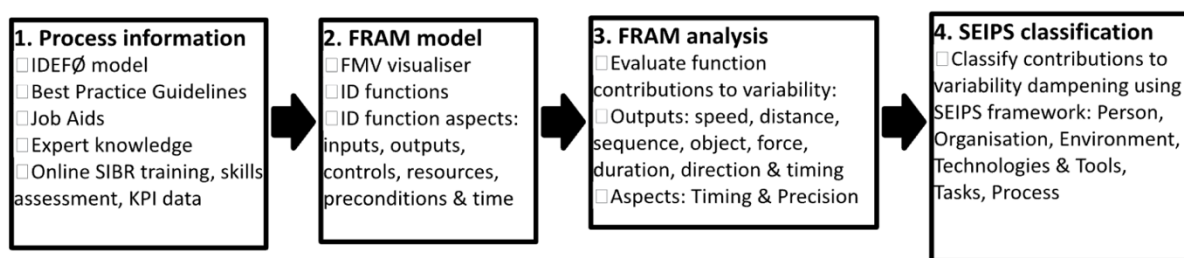 1. Process information
□IDEFØ model
□Best Practice Guidelines
□Job Aids
□Expert knowledge
□Online SIBR training, skills
assessment, KPI data
2. FRAM model
□FMV visualiser
□ID functions
□ID function aspects:
inputs, outputs,
controls, resources,
preconditions & time
3. FRAM analysis
□Evaluate function
contributions to variability:
□Outputs: speed, distance,
sequence, object, force,
duration, direction & timing
□Aspects: Timing & Precision
4. SEIPS classification
□Classify contributions to
variability dampening using
SEIPS framework: Person,
Organisation, Environment,
Technologies & Tools,
Tasks, Process